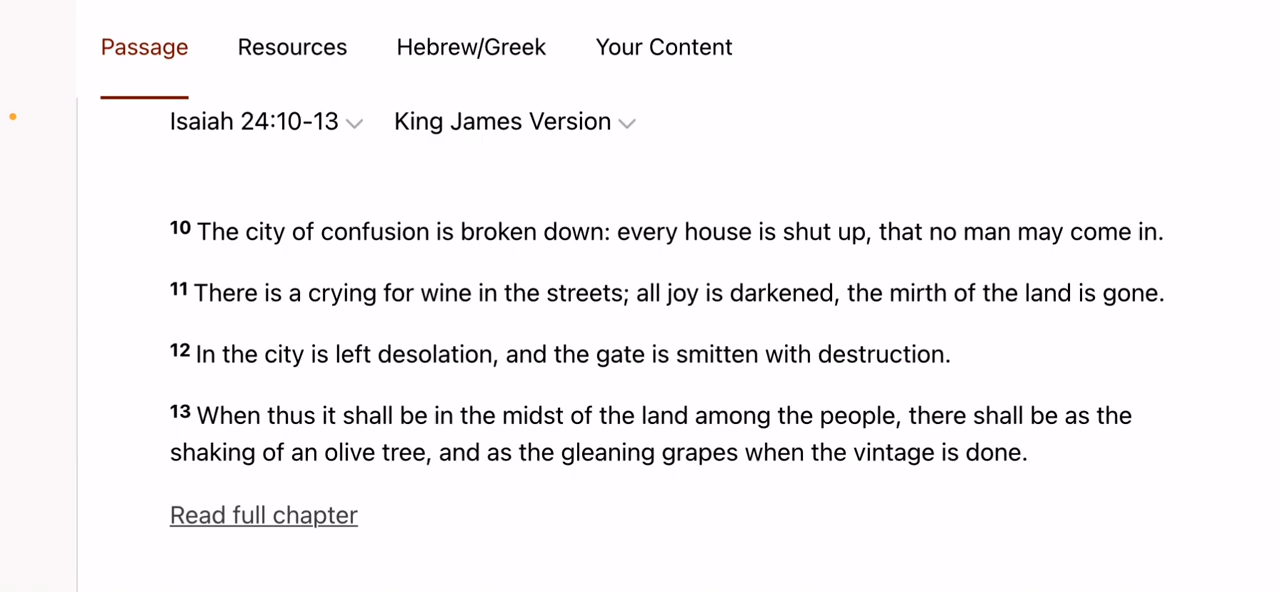 Passage Resources Hebrew/Greek Your Content
Isaiah 24:10-13 King James Version
10 The city of confusion is broken down: every house is shut up, that no man may come in.
11 There is a crying for wine in the streets; all joy is darkened, the mirth of the land is gone.
12 In the city is left desolation, and the gate is smitten with destruction.
13 When thus it shall be in the midst of the land among the people, there shall be as the
shaking of an olive tree, and as the gleaning grapes when the vintage is done.
Read full chapter